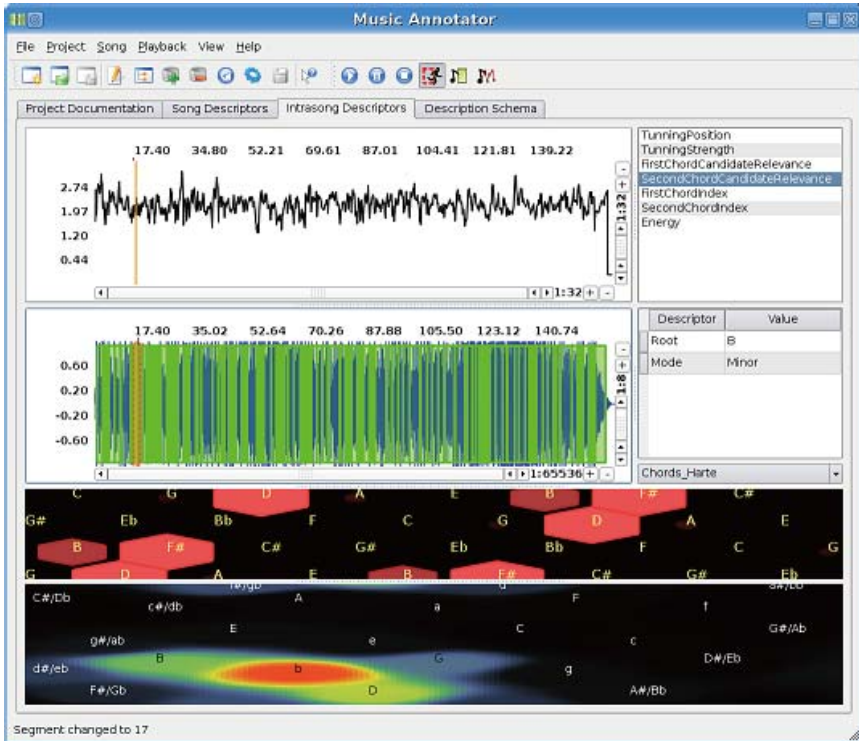 Music Annotator
File Project Song Playback View Help
Project Documentation Song Descriptors Intrasong Descriptors Description Schema
17.40 34.80 52.21 69.61 87.01 104.41 121.81 139.22
2.74
1.97
1.20
0.44
1:32
1:32
TunningPosition
TunningStrength
FirstChordCandidateRelevance
SecondChordCandidateRelevance
FirstChordIndex
SecondChordIndex
Energy
17.40 35.02 52.64 70.26 87.88 105.50 123.12 140.74
0.60
0.20
-0.20
-0.60
1:8
1:65536
Descriptor Value
Root B
Mode Minor
Chords_Harte
C G D A E B F# C#
G# Eb Bb F C G D A E
B F# C# G# Eb Bb F C G
G D A E B F# C# G# Eb
C#/Db A F
c#/db a f
E C G#/Ab
g#/ab e c
B G D#/Eb
d#/eb b g
F#/Gb D A#/Bb
Segment changed to 17